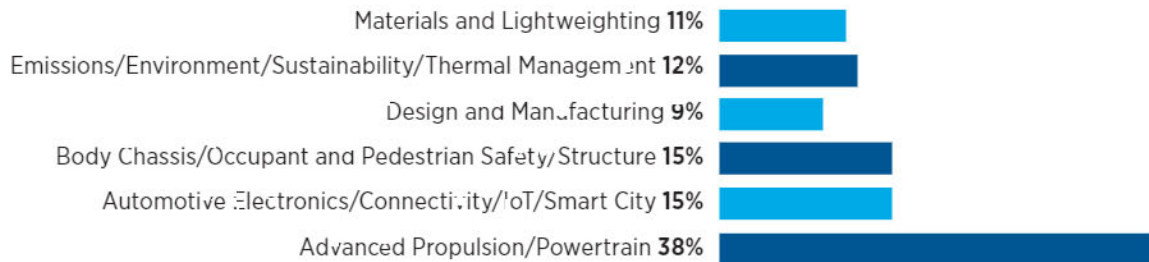 Materials and Lightweighting 11%
Emissions/Environment/Sustainability/Thermal Management 12%
Design and Manufacturing 9%
Body Chassis/Occupant and Pedestrian Safety/Structure 15%
Automotive Electronics/Connectivity/IoT/Smart City 15%
Advanced Propulsion/Powertrain 38%